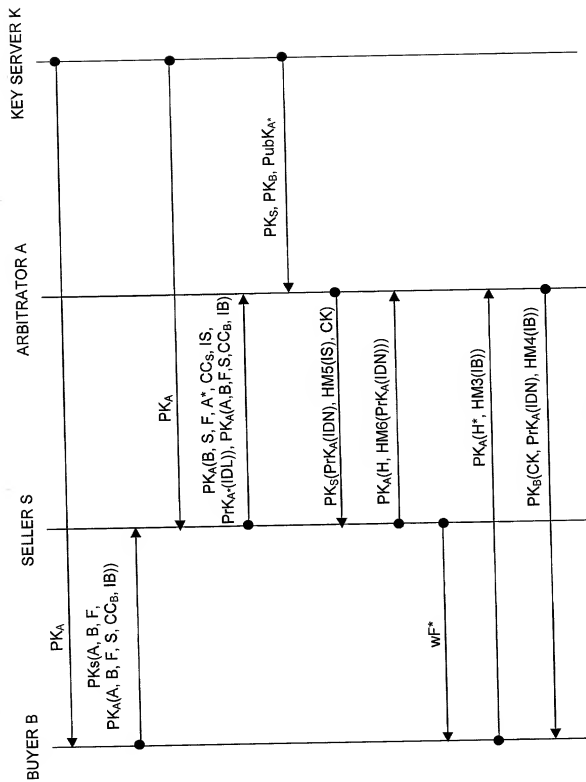 BUYER B
SELLER S
ARBITRATOR A
KEY SERVER K
PKA
PKs(A, B, F,
PKA(A, B, F, S, CCB, IB))
PKA
PKA(B, S, F, A*, CCS, IS,
PrKA*(IDL)), PKA(A,B,F,S,CCB, IB)
PKS, PKB, PubKA*
PKS(PrKA(IDN), HM5(IS), CK)
PKA(H, HM6(PrKA(IDN)))
wF*
PKA(H*, HM3(IB))
PKB(CK, PrKA(IDN), HM4(IB))